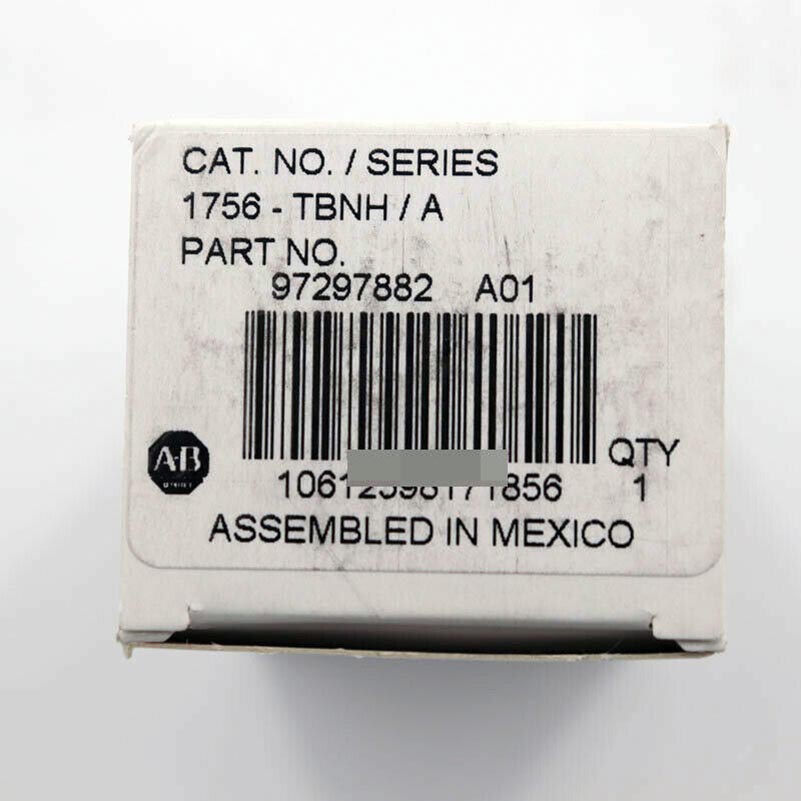 CAT. NO. / SERIES
1756 - TBNH / A
PART NO.
97297882 A01
QTY
1
A-B
ASSEMBLED IN MEXICO